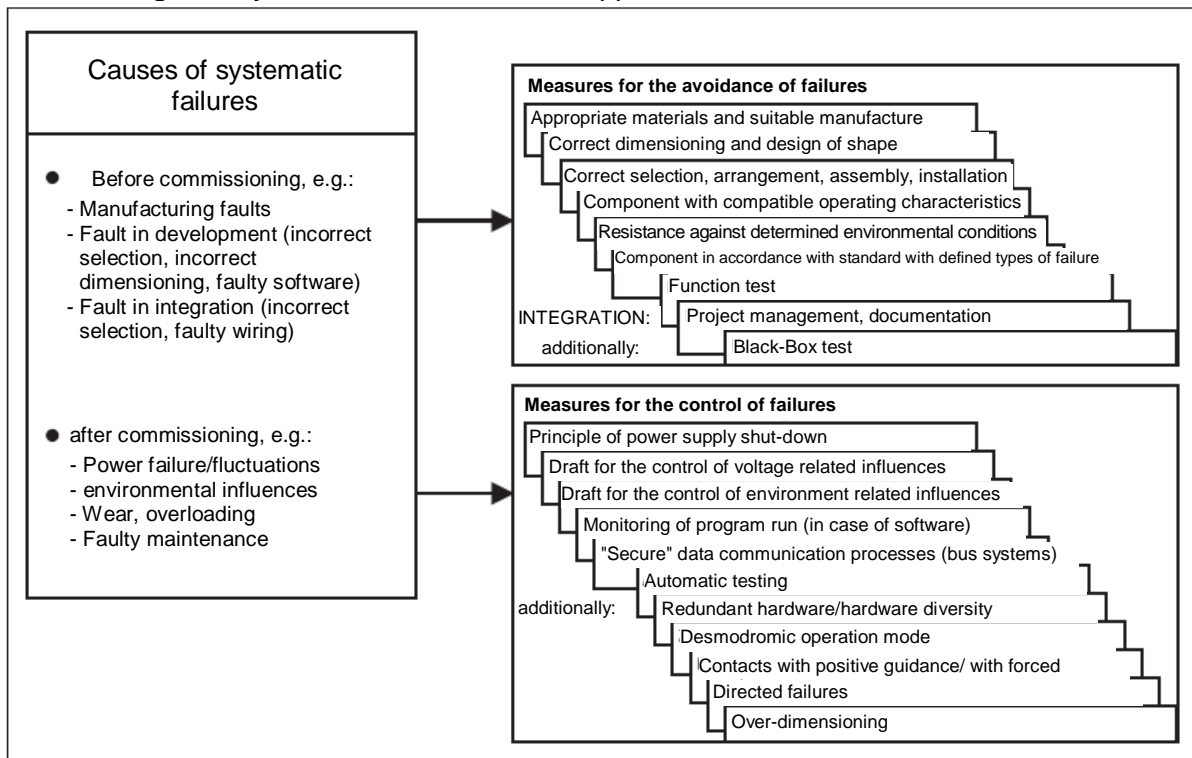 Causes of systematic
failures
Before commissioning, e.g.:
- Manufacturing faults
- Fault in development (incorrect
selection, incorrect
dimensioning, faulty software)
- Fault in integration (incorrect
selection, faulty wiring)
after commissioning, e.g.:
- Power failure/fluctuations
- environmental influences
- Wear, overloading
- Faulty maintenance
Measures for the avoidance of failures
Appropriate materials and suitable manufacture
Correct dimensioning and design of shape
Correct selection, arrangement, assembly, installation
Component with compatible operating characteristics
Resistance against determined environmental conditions
Component in accordance with standard with defined types of failure
Function test
INTEGRATION:
Project management, documentation
additionally:
Black-Box test
Measures for the control of failures
Principle of power supply shut-down
Draft for the control of voltage related influences
Draft for the control of environment related influences
Monitoring of program run (in case of software)
"Secure" data communication processes (bus systems)
Automatic testing
additionally:
Redundant hardware/hardware diversity
Desmodromic operation mode
Contacts with positive guidance/ with forced
Directed failures
Over-dimensioning